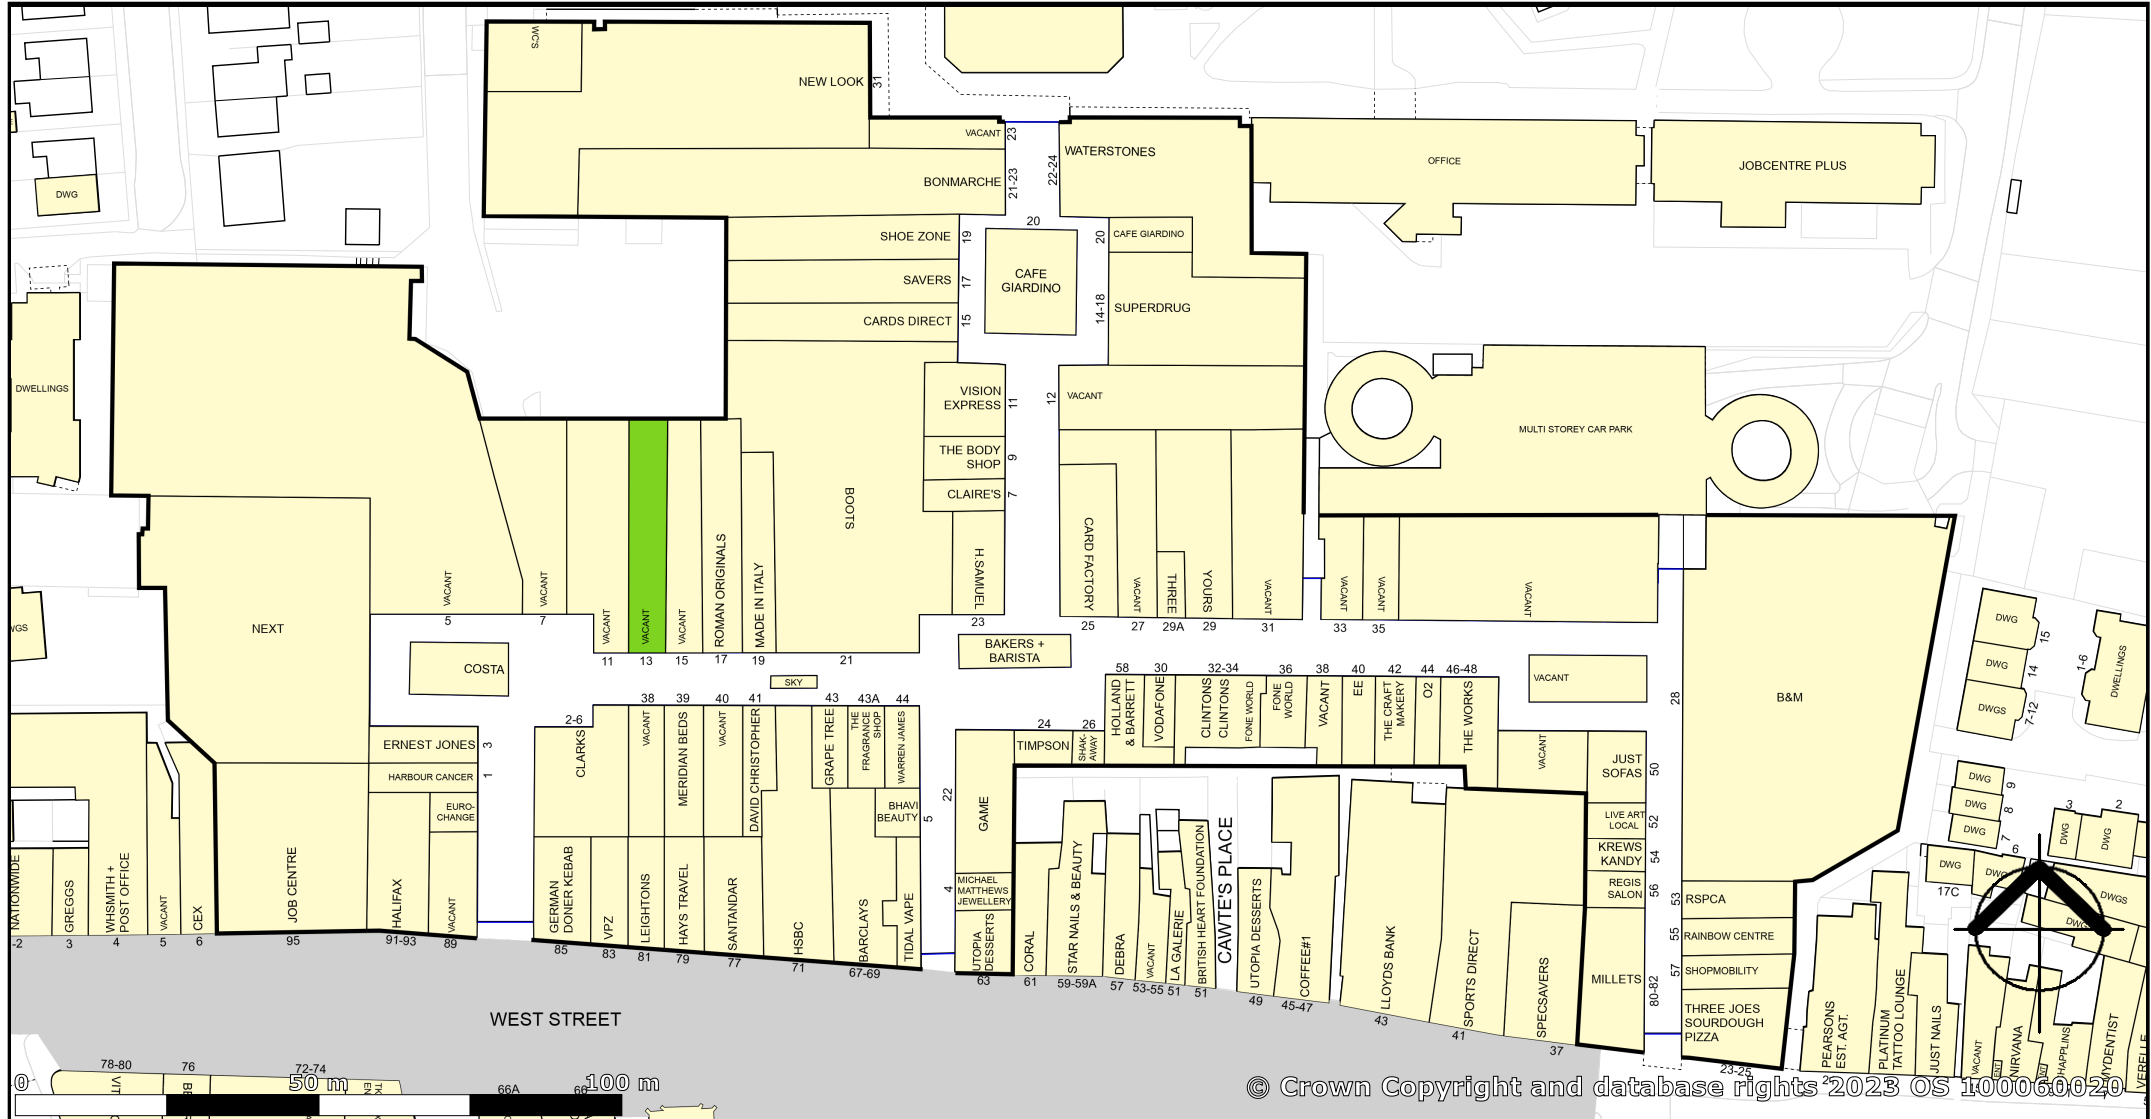 WC'S
NEW LOOK
31
VACANT
23
BONMARCHE
21-23
WATERSTONES
22-24
OFFICE
JOBCENTRE PLUS
DWG
SHOE ZONE
19
20
CAFE
GIARDINO
20
CAFE GIARDINO
SAVERS
17
CARDS DIRECT
15
14-18
SUPERDRUG
DWELLINGS
VISION
EXPRESS
11
12
VACANT
THE BODY
SHOP
9
CLAIRE'S
7
MULTI STOREY CAR PARK
BOOTS
H.SAMUEL
23
CARD FACTORY
25
VACANT
27
THREE
29A
YOURS
29
VACANT
31
VACANT
33
VACANT
35
VACANT
NEXT
VACANT
5
VACANT
7
VACANT
11
VACANT
13
VACANT
15
ROMAN ORIGINALS
17
MADE IN ITALY
19
21
COSTA
SKY
BAKERS +
BARISTA
VACANT
28
B&M
DWG
15
DWG
14
DWGS
7-12
1-6
DWELLINGS
ERNEST JONES
3
HARBOUR CANCER
1
EURO-
CHANGE
2-6
CLARKS
38
VACANT
39
MERIDIAN BEDS
40
VACANT
41
DAVID CHRISTOPHER
43
GRAPE TREE
43A
THE
FRAGRANCE
SHOP
44
WARREN JAMES
BHAVI
BEAUTY
5
22
GAME
24
TIMPSON
26
SHAK-
AWAY
58
HOLLAND
& BARRETT
30
VODAFONE
32-34
CLINTONS
CLINTONS
FONE WORLD
36
FONE
WORLD
38
VACANT
40
EE
42
THE CRAFT
MAKERY
44
O2
46-48
THE WORKS
VACANT
JUST
SOFAS
50
LIVE ART
LOCAL
52
KREWS
KANDY
54
REGIS
SALON
56
MILLETS
80-82
RSPCA
53
RAINBOW CENTRE
55
SHOPMOBILITY
57
THREE JOES
SOURDOUGH
PIZZA
23-25
DWG
9
DWG
8
DWG
7
6
DWG
17C
3
DWG
2
DWG
DWGS
NATIONWIDE
GREGGS
3
WHSMITH +
POST OFFICE
4
VACANT
5
CEX
6
JOB CENTRE
95
HALIFAX
91-93
VACANT
89
GERMAN
DONER KEBAB
85
VPZ
83
LEIGHTONS
81
HAYS TRAVEL
79
SANTANDAR
77
HSBC
71
BARCLAYS
67-69
TIDAL VAPE
4
MICHAEL
MATTHEWS
JEWELLERY
UTOPIA
DESSERTS
63
CORAL
61
STAR NAILS & BEAUTY
59-59A
DEBRA
57
VACANT
53-55
LA GALERIE
51
BRITISH HEART FOUNDATION
51
CAWTE'S PLACE
UTOPIA DESSERTS
49
COFFEE#1
45-47
LLOYDS BANK
43
SPORTS DIRECT
41
SPECSAVERS
37
PEARSONS
EST. AGT.
PLATINUM
TATTOO LOUNGE
JUST NAILS
VACANT
NIRVANA
CHAPPLINS
MYDENTIST
WEST STREET
78-80
76
72-74
66A
0
50 m
100 m
© Crown Copyright and database rights 2023 OS 100060020